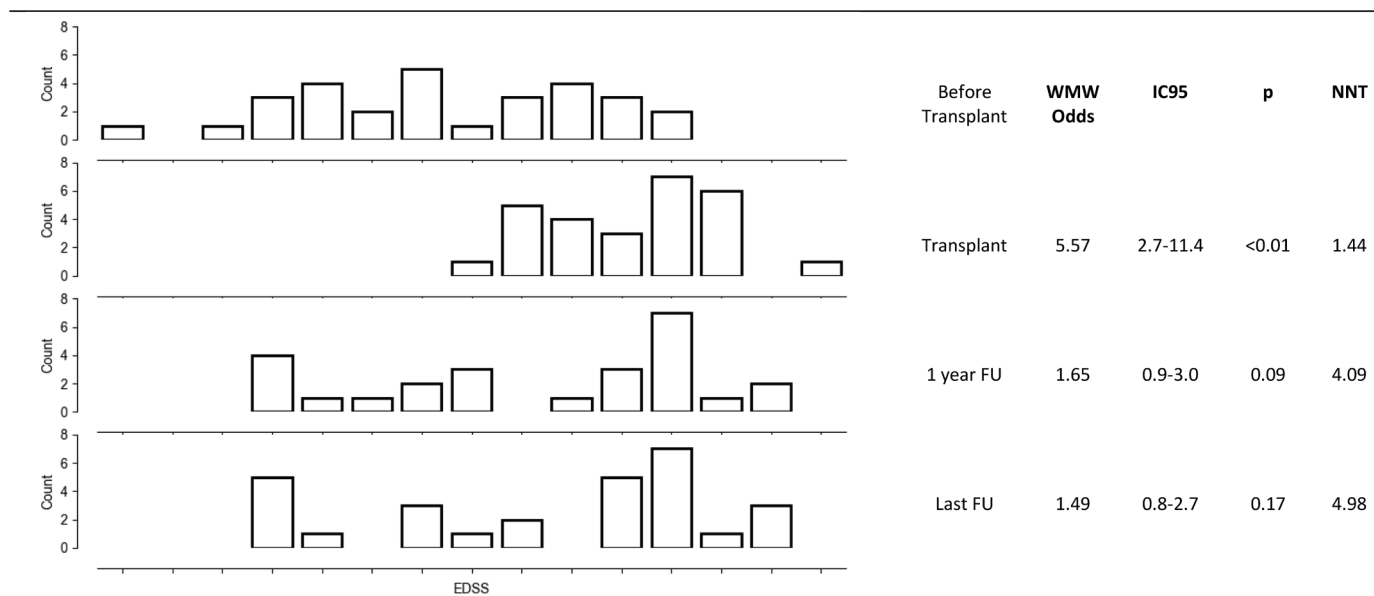 8
6
4
2
0
Count
Before
Transplant
WMW
Odds
IC95
p
NNT
8
6
4
2
0
Count
Transplant 5.57 2.7-11.4 <0.01 1.44
8
6
4
2
0
Count
1 year FU 1.65 0.9-3.0 0.09 4.09
8
6
4
2
0
Count
Last FU 1.49 0.8-2.7 0.17 4.98
EDSS